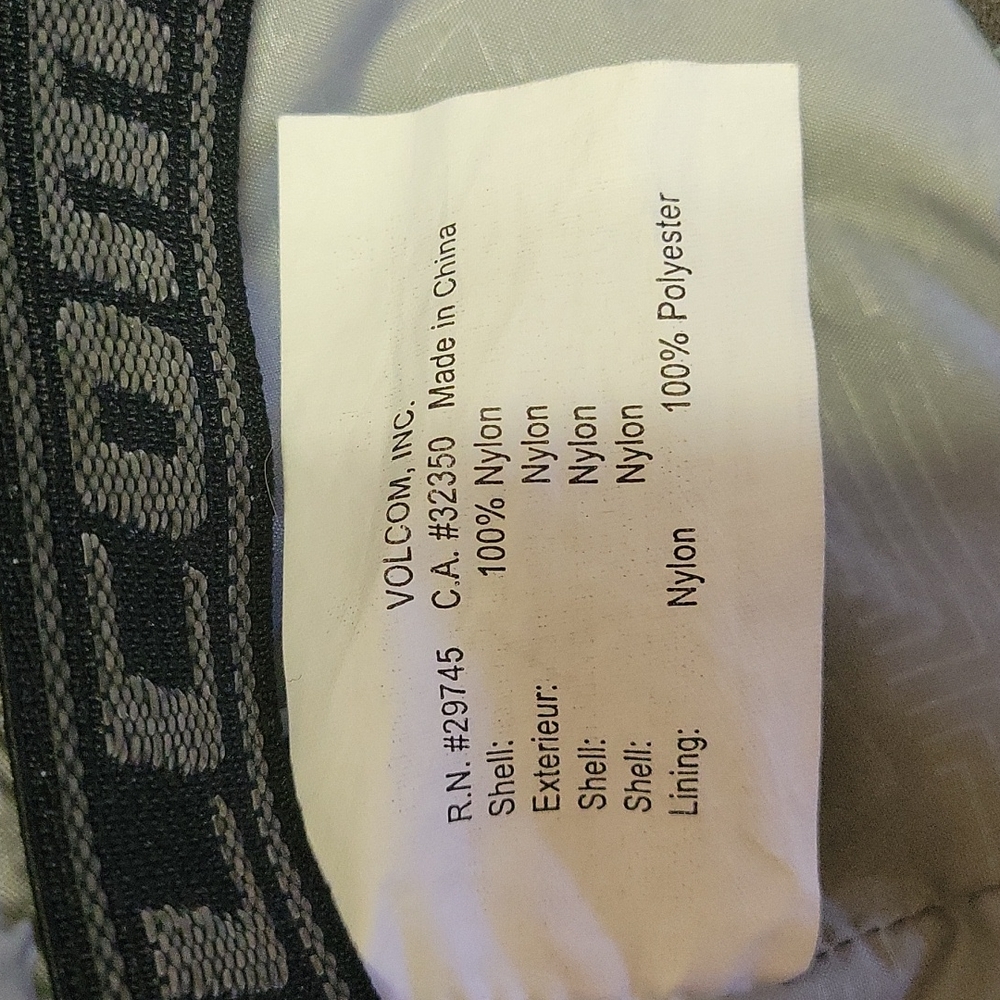 LCOM
VOLCOM, INC.
R.N. #29745 C.A. #32350 Made in China
Shell: 100% Nylon
Exterieur: Nylon
Shell: Nylon
Shell: Nylon
Lining: Nylon 100% Polyester